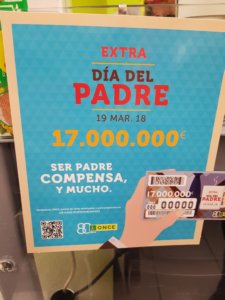 EXTRA
DÍA DEL
PADRE
19 MAR. 18
17.000.000€
SER PADRE
COMPENSA,
Y MUCHO.
17.000.000€
00000
ONCE